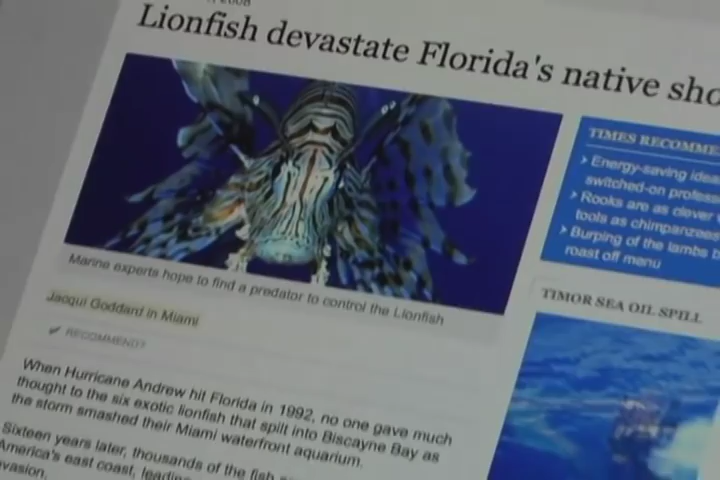 2008
Lionfish devastate Florida's native sho
Marine experts hope to find a predator to control the Lionfish
Jacqui Goddard in Miami
RECOMMEND?
When Hurricane Andrew hit Florida in 1992, no one gave much
thought to the six exotic lionfish that spilt into Biscayne Bay as
the storm smashed their Miami waterfront aquarium.
Sixteen years later, thousands of the fish
America's east coast, leading
nvasion.
TIMES RECOMME
> Energy-saving idea
switched-on profess
> Rooks are as clever
tools as chimpanzees
> Burping of the lambs b
roast off menu
TIMOR SEA OIL SPILL